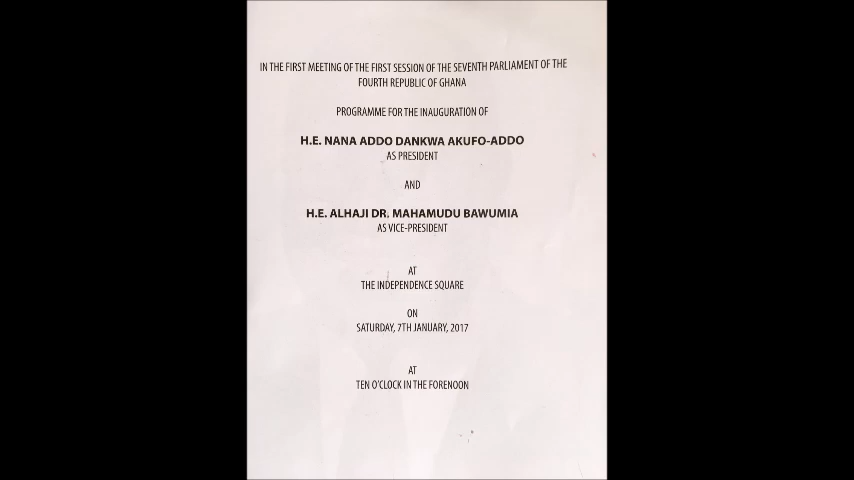 IN THE FIRST MEETING OF THE FIRST SESSION OF THE SEVENTH PARLIAMENT OF THE
FOURTH REPUBLIC OF GHANA
PROGRAMME FOR THE INAUGURATION OF
H.E. NANA ADDO DANKWA AKUFO-ADDO
AS PRESIDENT
AND
H.E. ALHAJI DR. MAHAMUDU BAWUMIA
AS VICE-PRESIDENT
AT
THE INDEPENDENCE SQUARE
ON
SATURDAY, 7TH JANUARY, 2017
AT
TEN O'CLOCK IN THE FORENOON